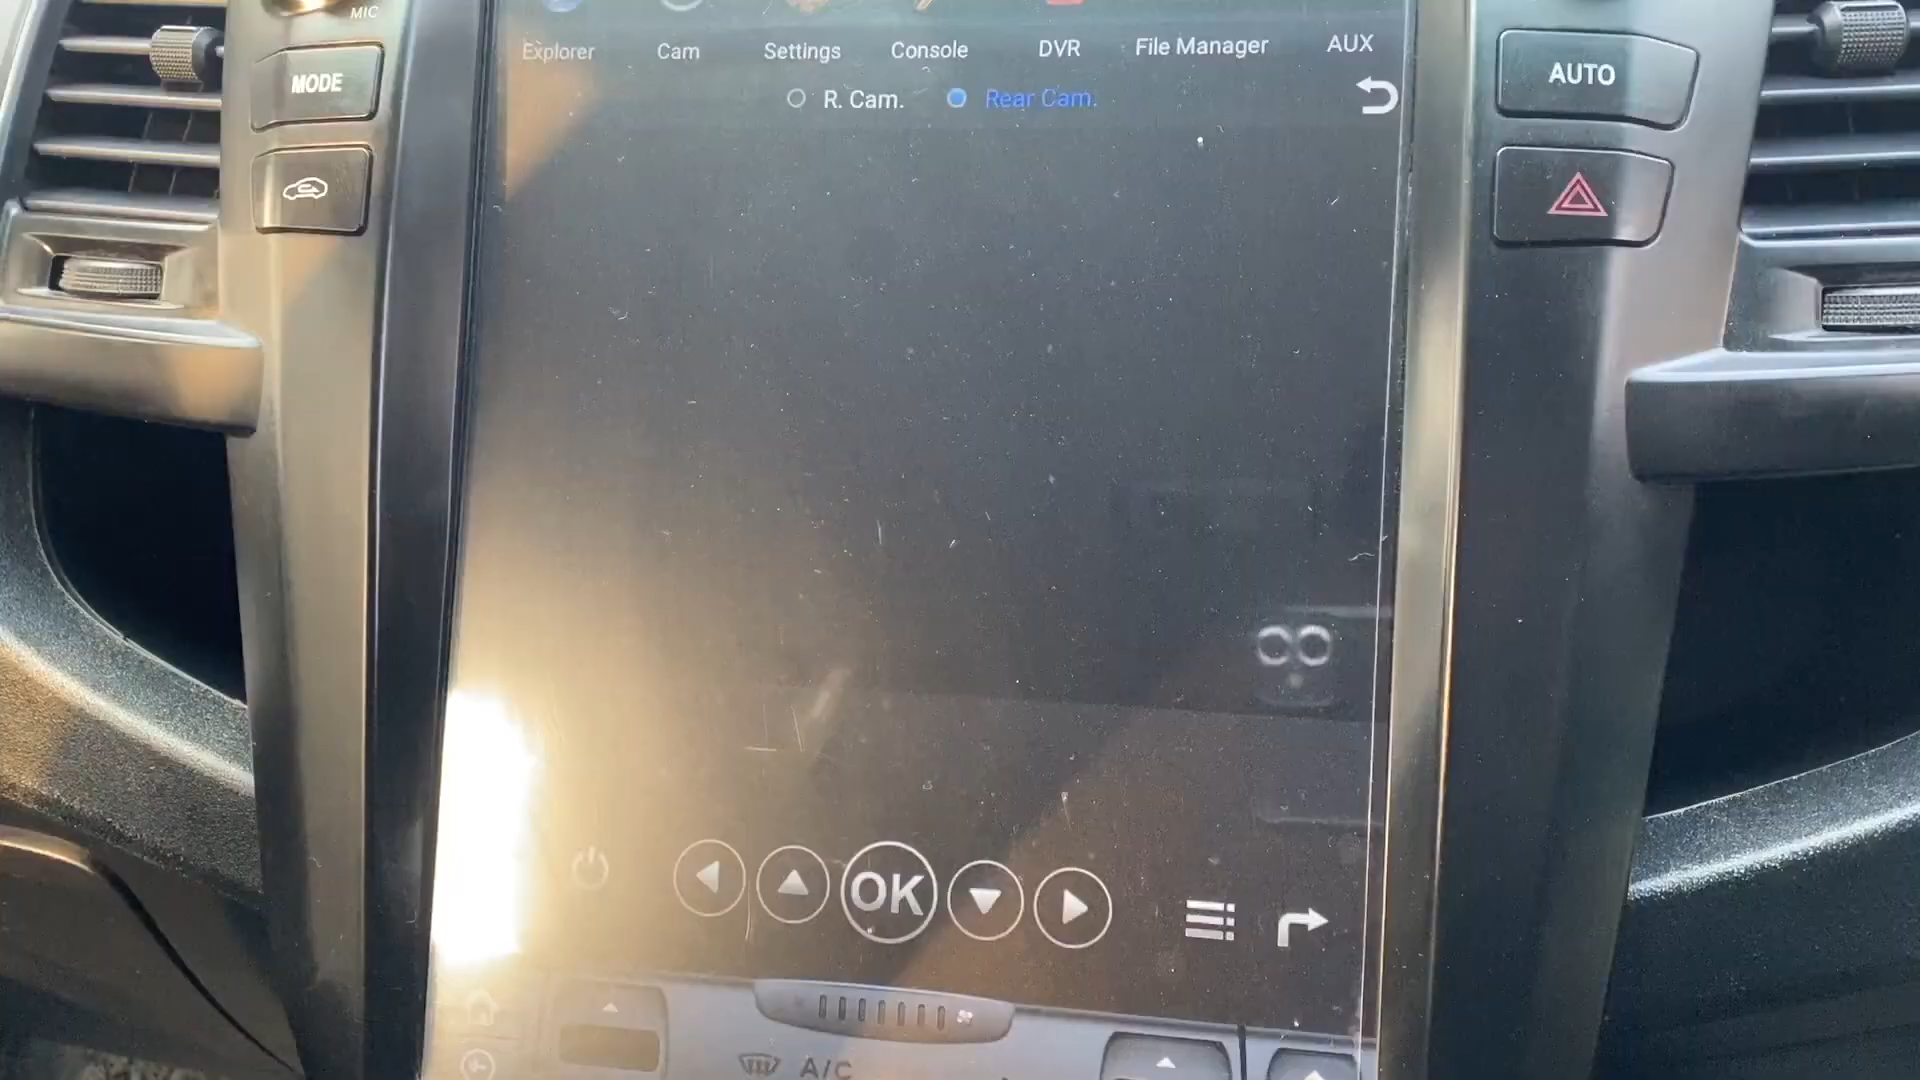 MIC
MODE
Explorer Cam Settings Console DVR File Manager AUX
R. Cam. Rear Cam.
AUTO
OK
A/C